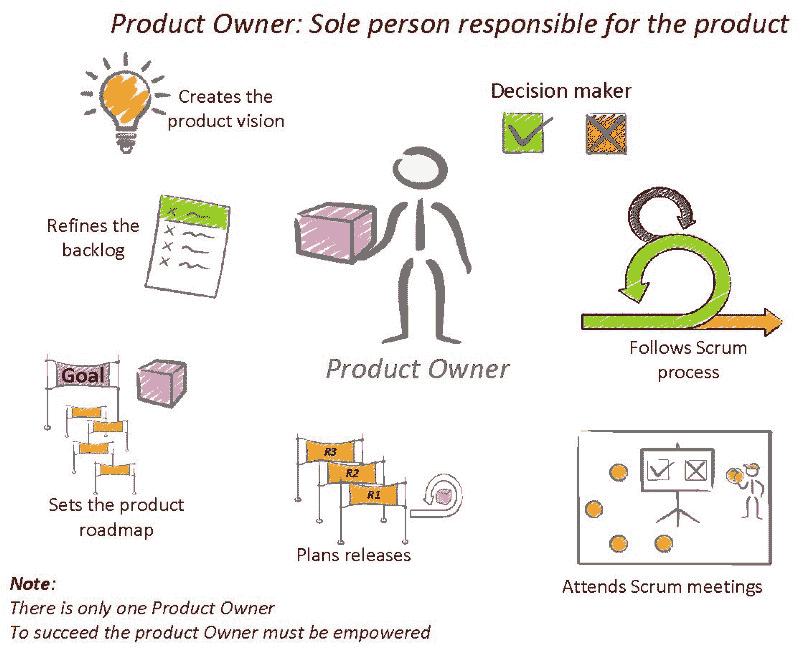 Product Owner: Sole person responsible for the product
Creates the
product vision
Decision maker
Refines the
backlog
Product Owner
Follows Scrum
process
Goal
Sets the product
roadmap
R3
R2
R1
Plans releases
Attends Scrum meetings
Note:
There is only one Product Owner
To succeed the product Owner must be empowered